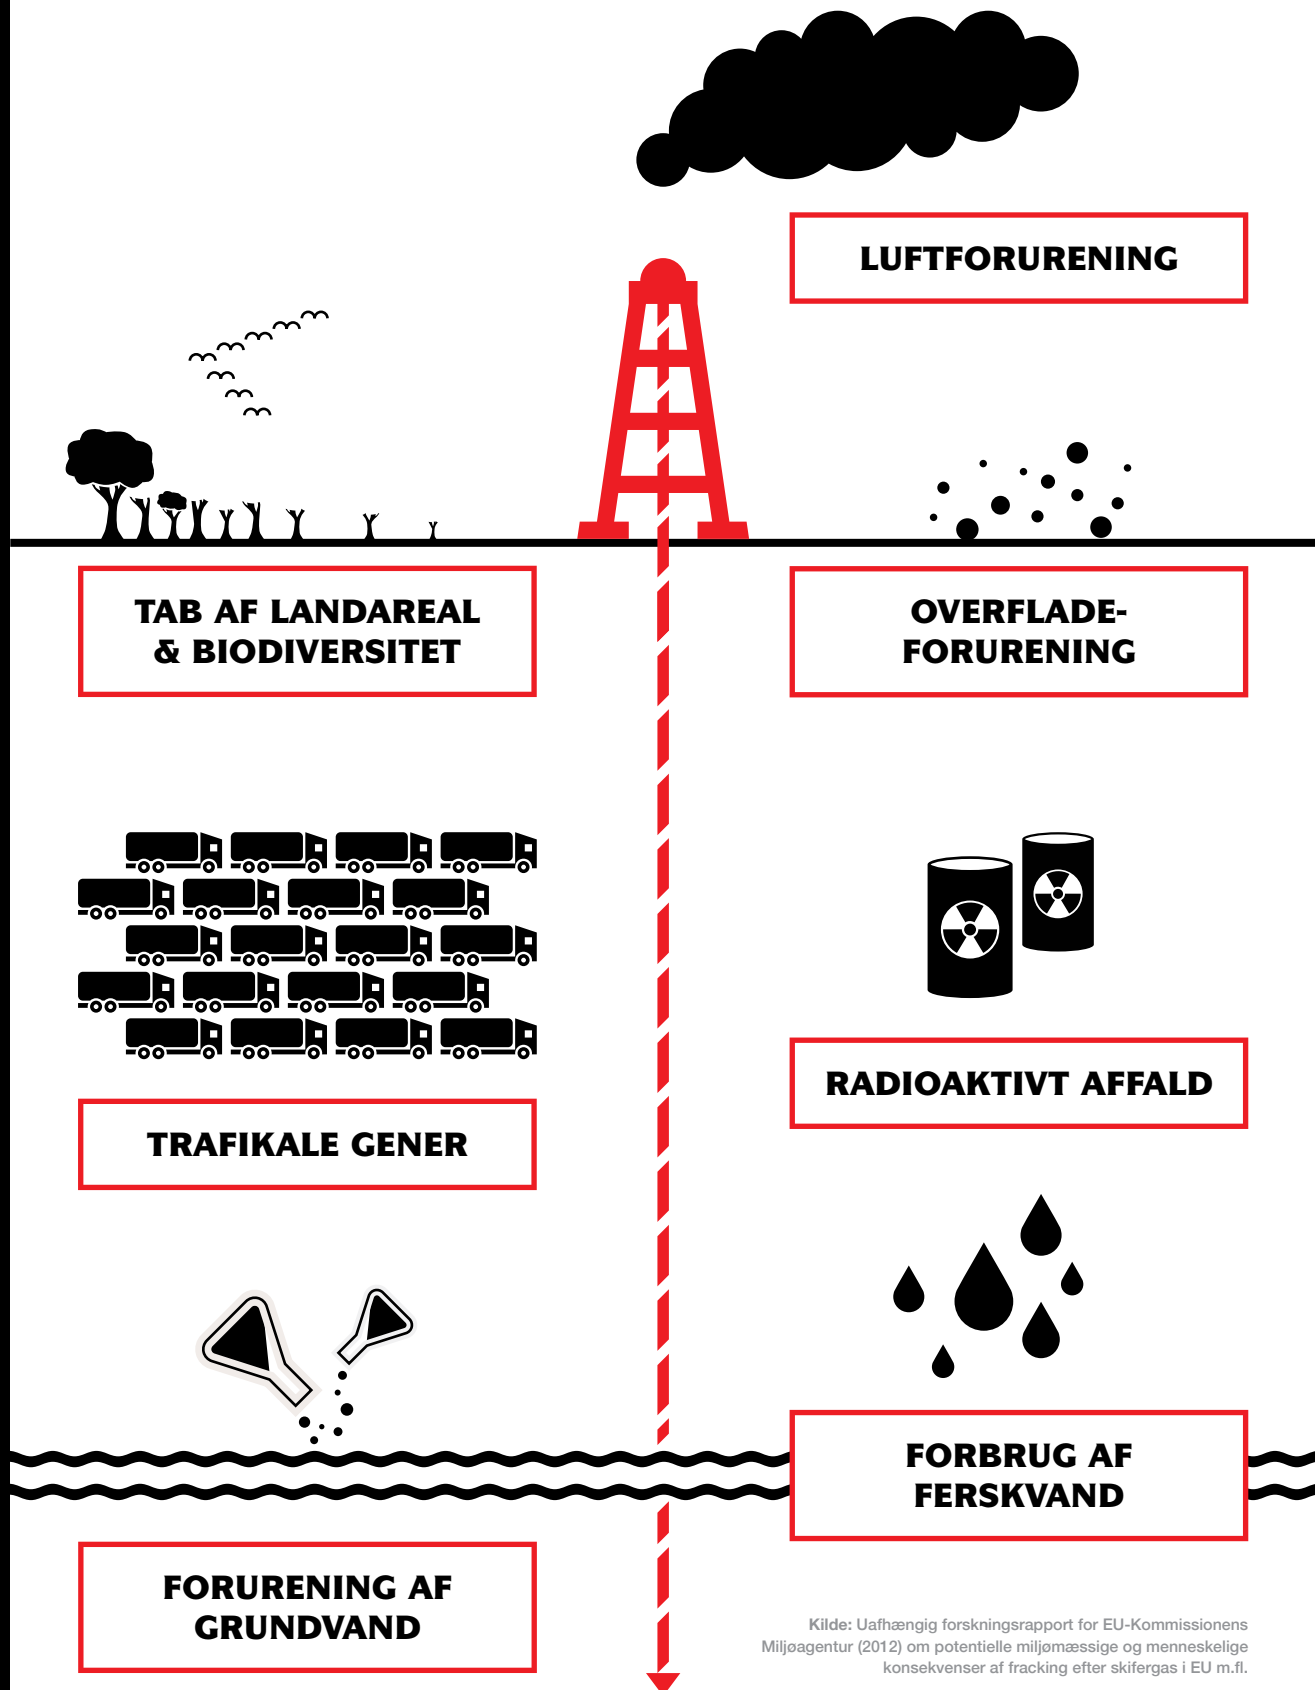 LUFTFORURENING
TAB AF LANDAREAL
& BIODIVERSITET
OVERFLADE-
FORURENING
RADIOAKTIVT AFFALD
TRAFIKALE GENER
FORBRUG AF
FERSKVAND
FORURENING AF
GRUNDVAND
Kilde: Uafhængig forskningsrapport for EU-Kommissionens
Miljøagentur (2012) om potentielle miljømæssige og menneskelige
konsekvenser af fracking efter skifergas i EU m.fl.